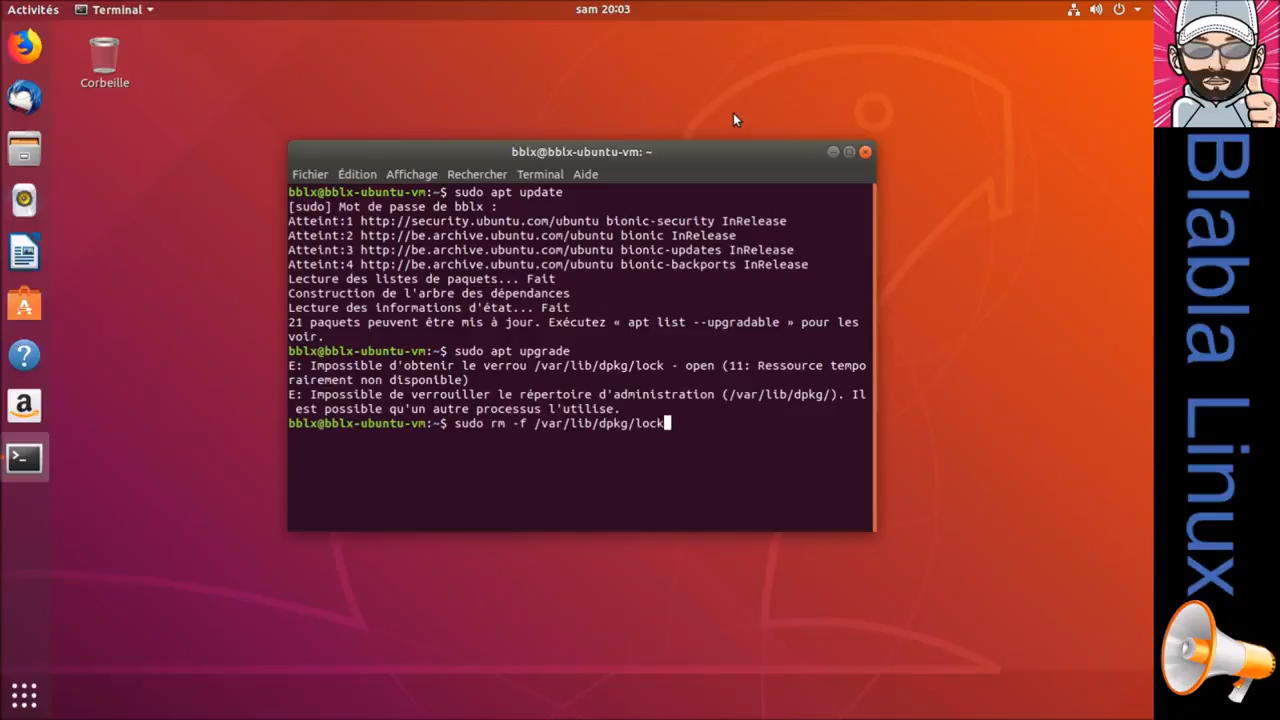 Activités
Terminal
sam 20:03
Corbeille
bblx@bblx-ubuntu-vm: ~
Fichier Édition Affichage Rechercher Terminal Aide
bblx@bblx-ubuntu-vm:~$ sudo apt update
[sudo] Mot de passe de bblx :
Atteint:1 http://security.ubuntu.com/ubuntu bionic-security InRelease
Atteint:2 http://be.archive.ubuntu.com/ubuntu bionic InRelease
Atteint:3 http://be.archive.ubuntu.com/ubuntu bionic-updates InRelease
Atteint:4 http://be.archive.ubuntu.com/ubuntu bionic-backports InRelease
Lecture des listes de paquets... Fait
Construction de l'arbre des dépendances
Lecture des informations d'état... Fait
21 paquets peuvent être mis à jour. Exécutez « apt list --upgradable » pour les
voir.
bblx@bblx-ubuntu-vm:~$ sudo apt upgrade
E: Impossible d'obtenir le verrou /var/lib/dpkg/lock - open (11: Ressource tempo
rairement non disponible)
E: Impossible de verrouiller le répertoire d'administration (/var/lib/dpkg/). Il
 est possible qu'un autre processus l'utilise.
bblx@bblx-ubuntu-vm:~$ sudo rm -f /var/lib/dpkg/lock
Blabla Linux